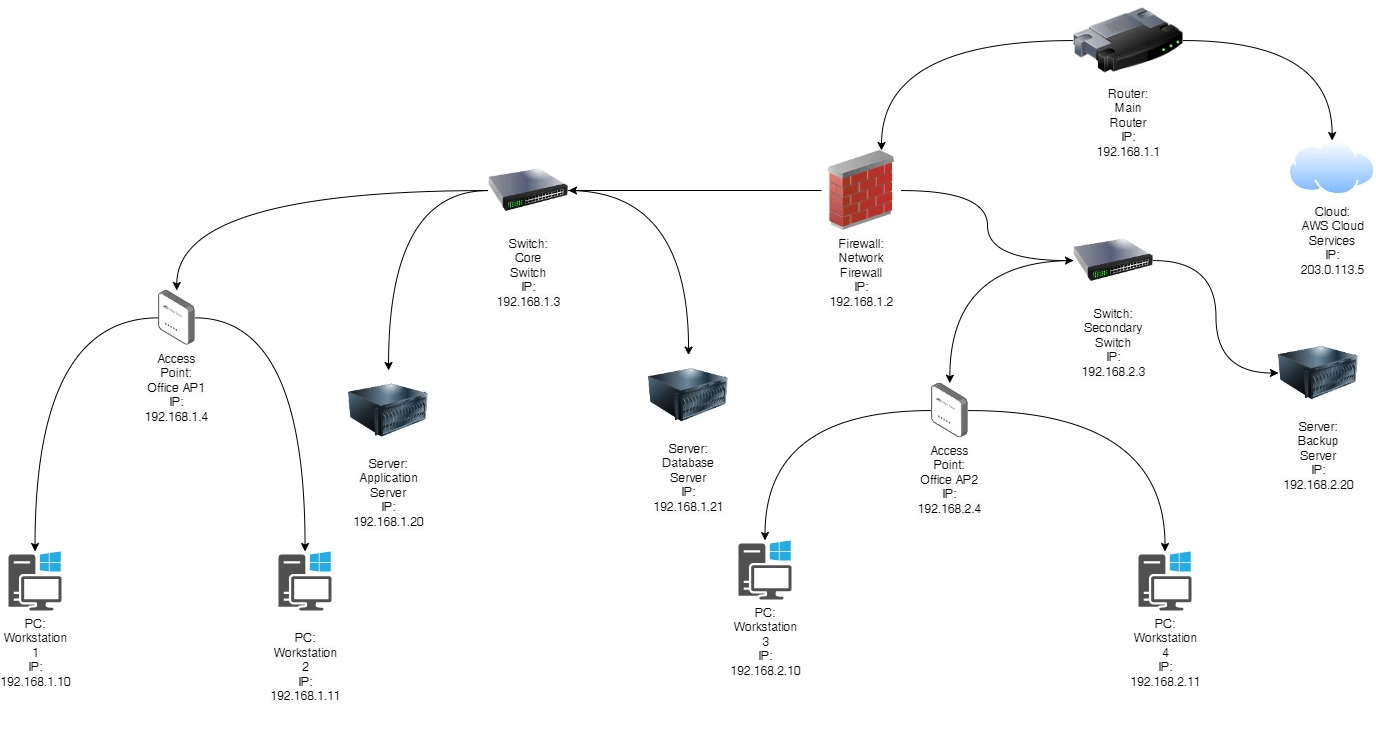 Router:
Main
Router
IP:
192.168.1.1
Cloud:
AWS Cloud
Services
IP:
203.0.113.5
Switch:
Core
Switch
IP:
192.168.1.3
Firewall:
Network
Firewall
IP:
192.168.1.2
Switch:
Secondary
Switch
IP:
192.168.2.3
Access
Point:
Office AP1
IP:
192.168.1.4
Server:
Application
Server
IP:
192.168.1.20
Server:
Database
Server
IP:
192.168.1.21
Access
Point:
Office AP2
IP:
192.168.2.4
Server:
Backup
Server
IP:
192.168.2.20
PC:
Workstation
1
IP:
192.168.1.10
PC:
Workstation
2
IP:
192.168.1.11
PC:
Workstation
3
IP:
192.168.2.10
PC:
Workstation
4
IP:
192.168.2.11